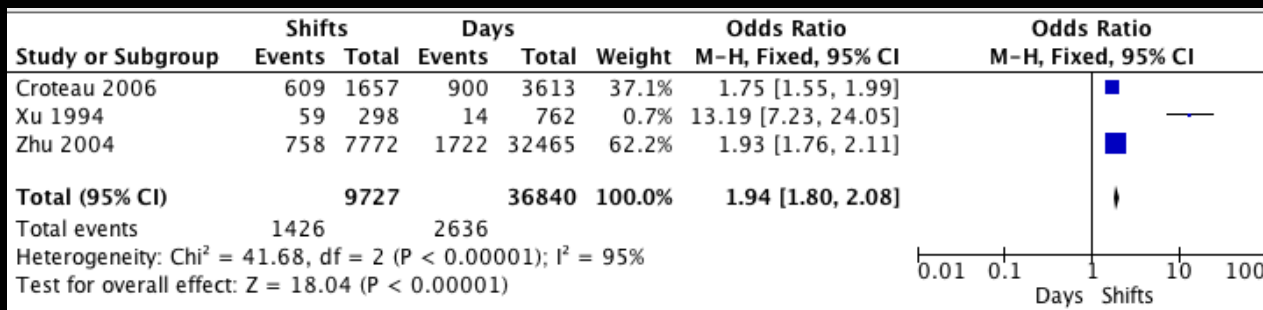 Shifts Days Odds Ratio Odds Ratio
Study or Subgroup Events Total Events Total Weight M-H, Fixed, 95% CI M-H, Fixed, 95% CI
Croteau 2006 609 1657 900 3613 37.1% 1.75 [1.55, 1.99]
Xu 1994 59 298 14 762 0.7% 13.19 [7.23, 24.05]
Zhu 2004 758 7772 1722 32465 62.2% 1.93 [1.76, 2.11]
Total (95% CI) 9727 36840 100.0% 1.94 [1.80, 2.08]
Total events 1426 2636
Heterogeneity: Chi² = 41.68, df = 2 (P < 0.00001); I² = 95%
Test for overall effect: Z = 18.04 (P < 0.00001)
0.01 0.1 1 10 100
Days Shifts